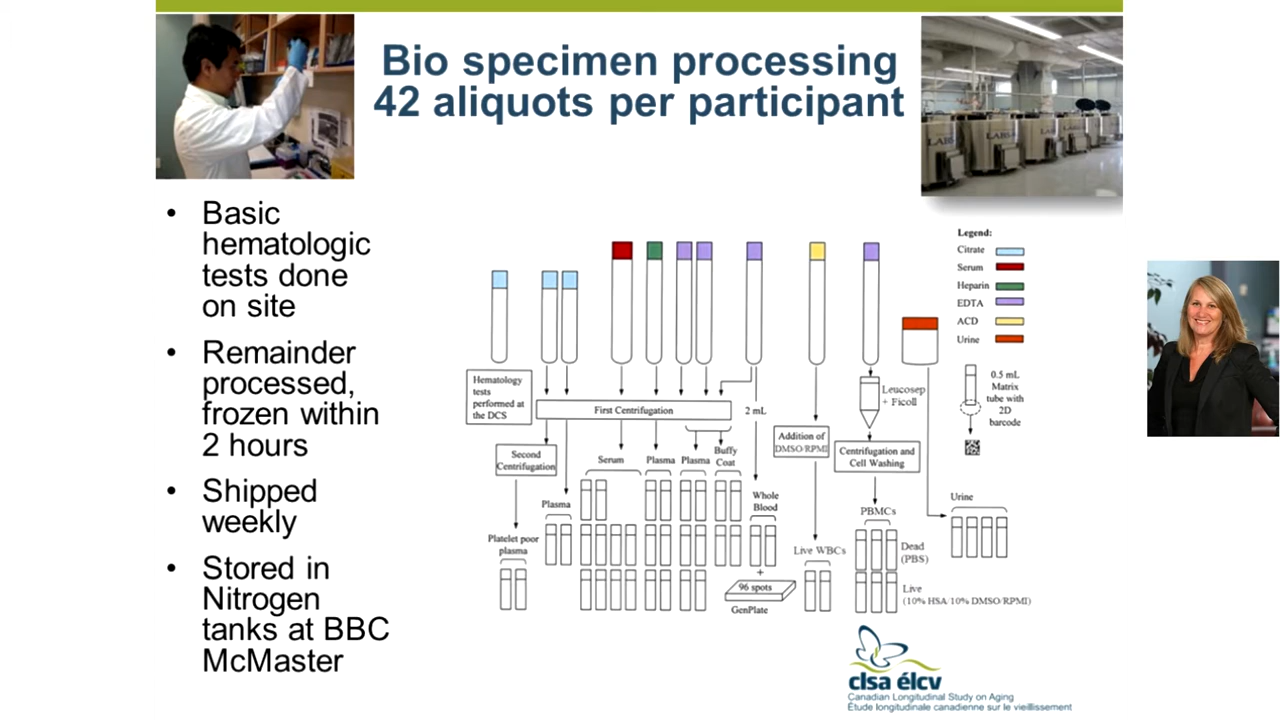 Bio specimen processing
42 aliquots per participant
LABS
• Basic
hematologic
tests done
on site
• Remainder
processed,
frozen within
2 hours
• Shipped
weekly
• Stored in
Nitrogen
tanks at BBC
McMaster
Legend:
Citrate
Serum
Heparin
EDTA
ACD
Urine
0.5 mL
Matrix
tube with
2D
barcode
Hematology
tests
performed at
the DCS
First Centrifugation
2 mL
Leucosep
+ Ficoll
Addition of
DMSO/RPMI
Centrifugation and
Cell Washing
Second
Centrifugation
Serum
Plasma
Plasma
Buffy
Coat
Plasma
Whole
Blood
PBMCs
Urine
Platelet poor
plasma
Live WBCs
Dead
(PBS)
+
96 spots
GenPlate
Live
(10% HSA/10% DMSO/RPMI)
clsa élcv
Canadian Longitudinal Study on Aging
Étude longitudinale canadienne sur le vieillissement